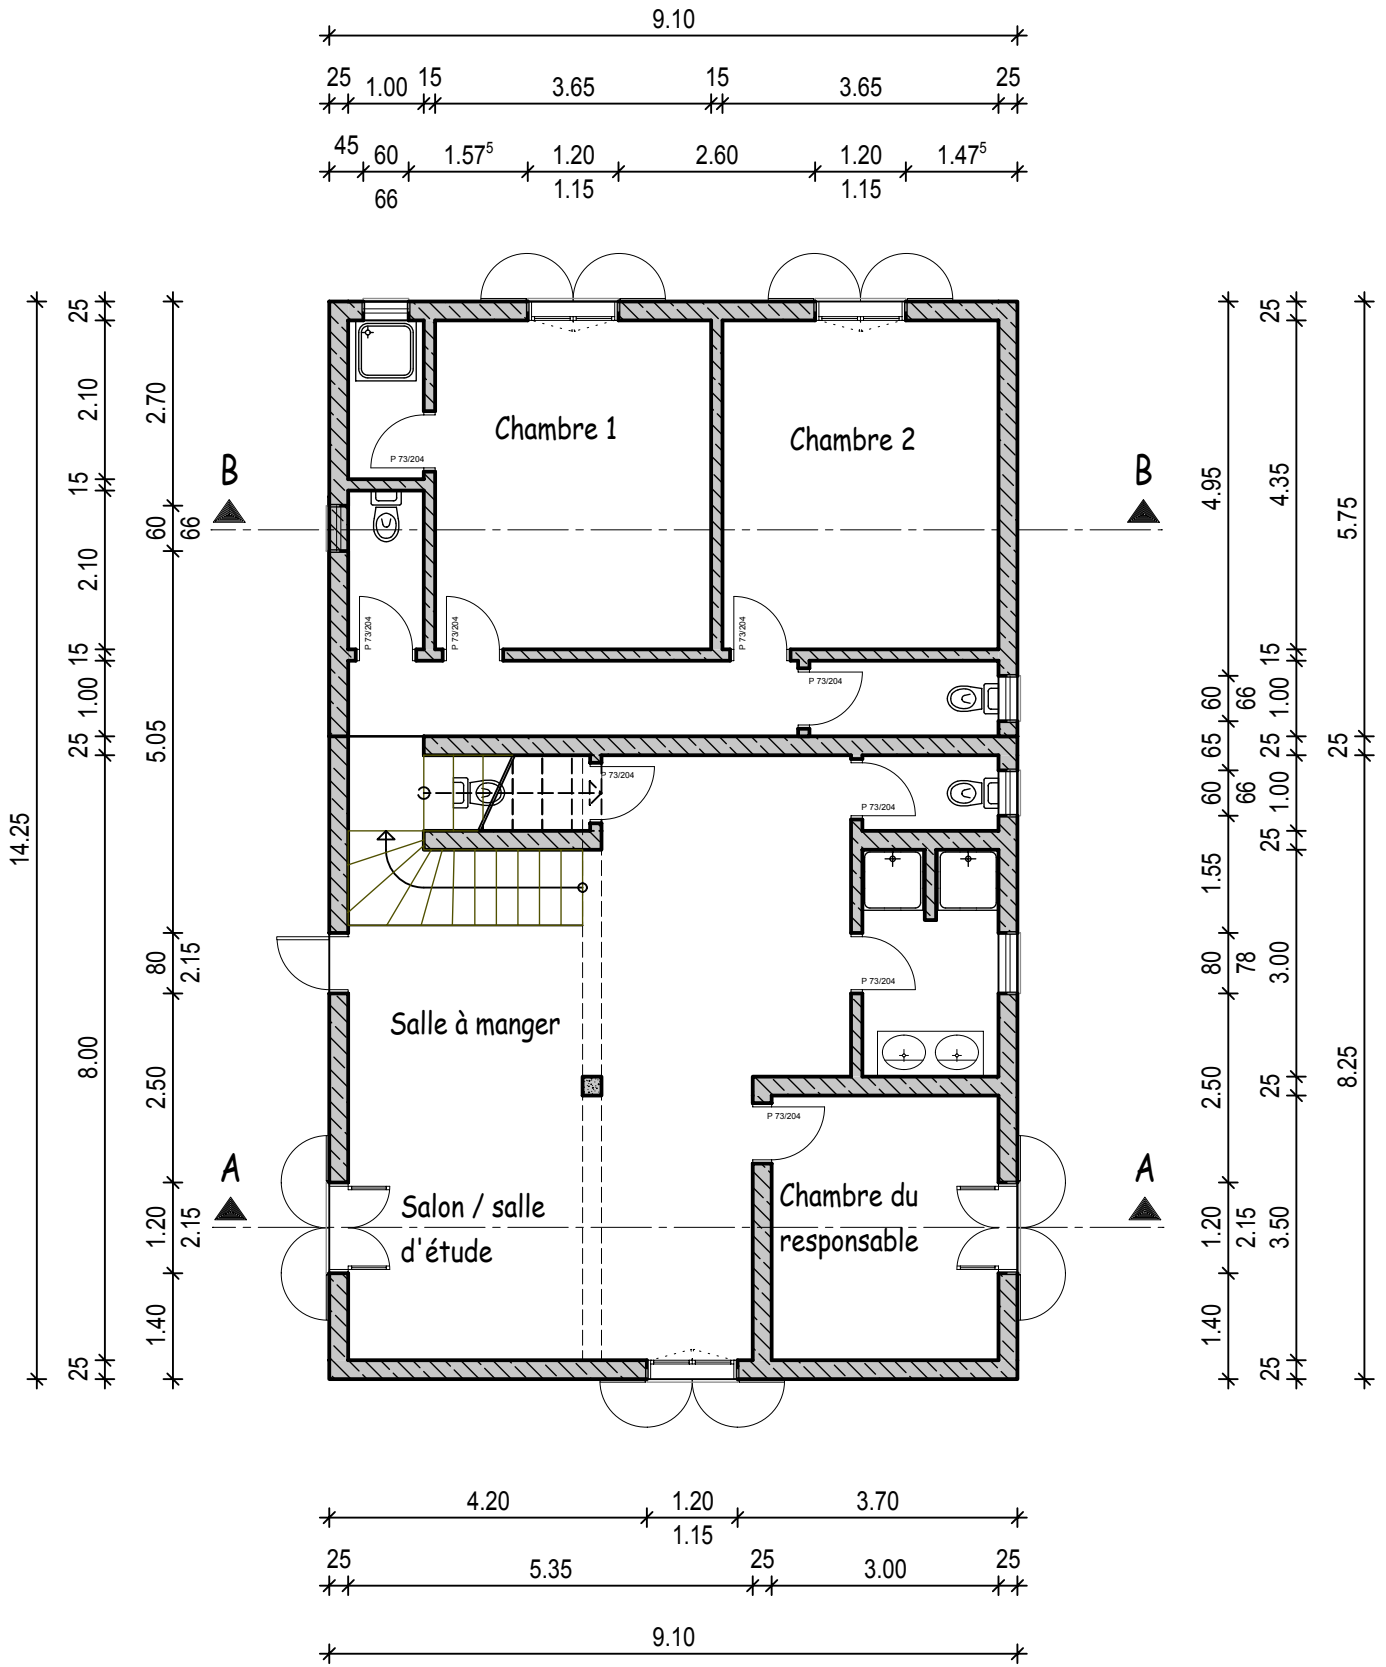 9.10
25 1.00 15 3.65 15 3.65 25
45 60 1.57⁵ 1.20 2.60 1.20 1.47⁵
66 1.15 1.15
25
2.10
15
2.10
15
1.00
25
8.00
25
14.25
2.70
60
66
5.05
80
2.15
2.50
1.20
2.15
1.40
B
B
Chambre 1
Chambre 2
P 73/204
P 73/204
P 73/204
P 73/204
P 73/204
P 73/204
P 73/204
P 73/204
Salle à manger
P 73/204
A
A
Salon / salle
d'étude
Chambre du
responsable
4.95
60
66
65
60
66
1.55
80
78
2.50
1.20
2.15
1.40
25
4.35
15
1.00
25
1.00
25
3.00
25
3.50
25
5.75
25
8.25
4.20 1.20 3.70
1.15
25 5.35 25 3.00 25
9.10